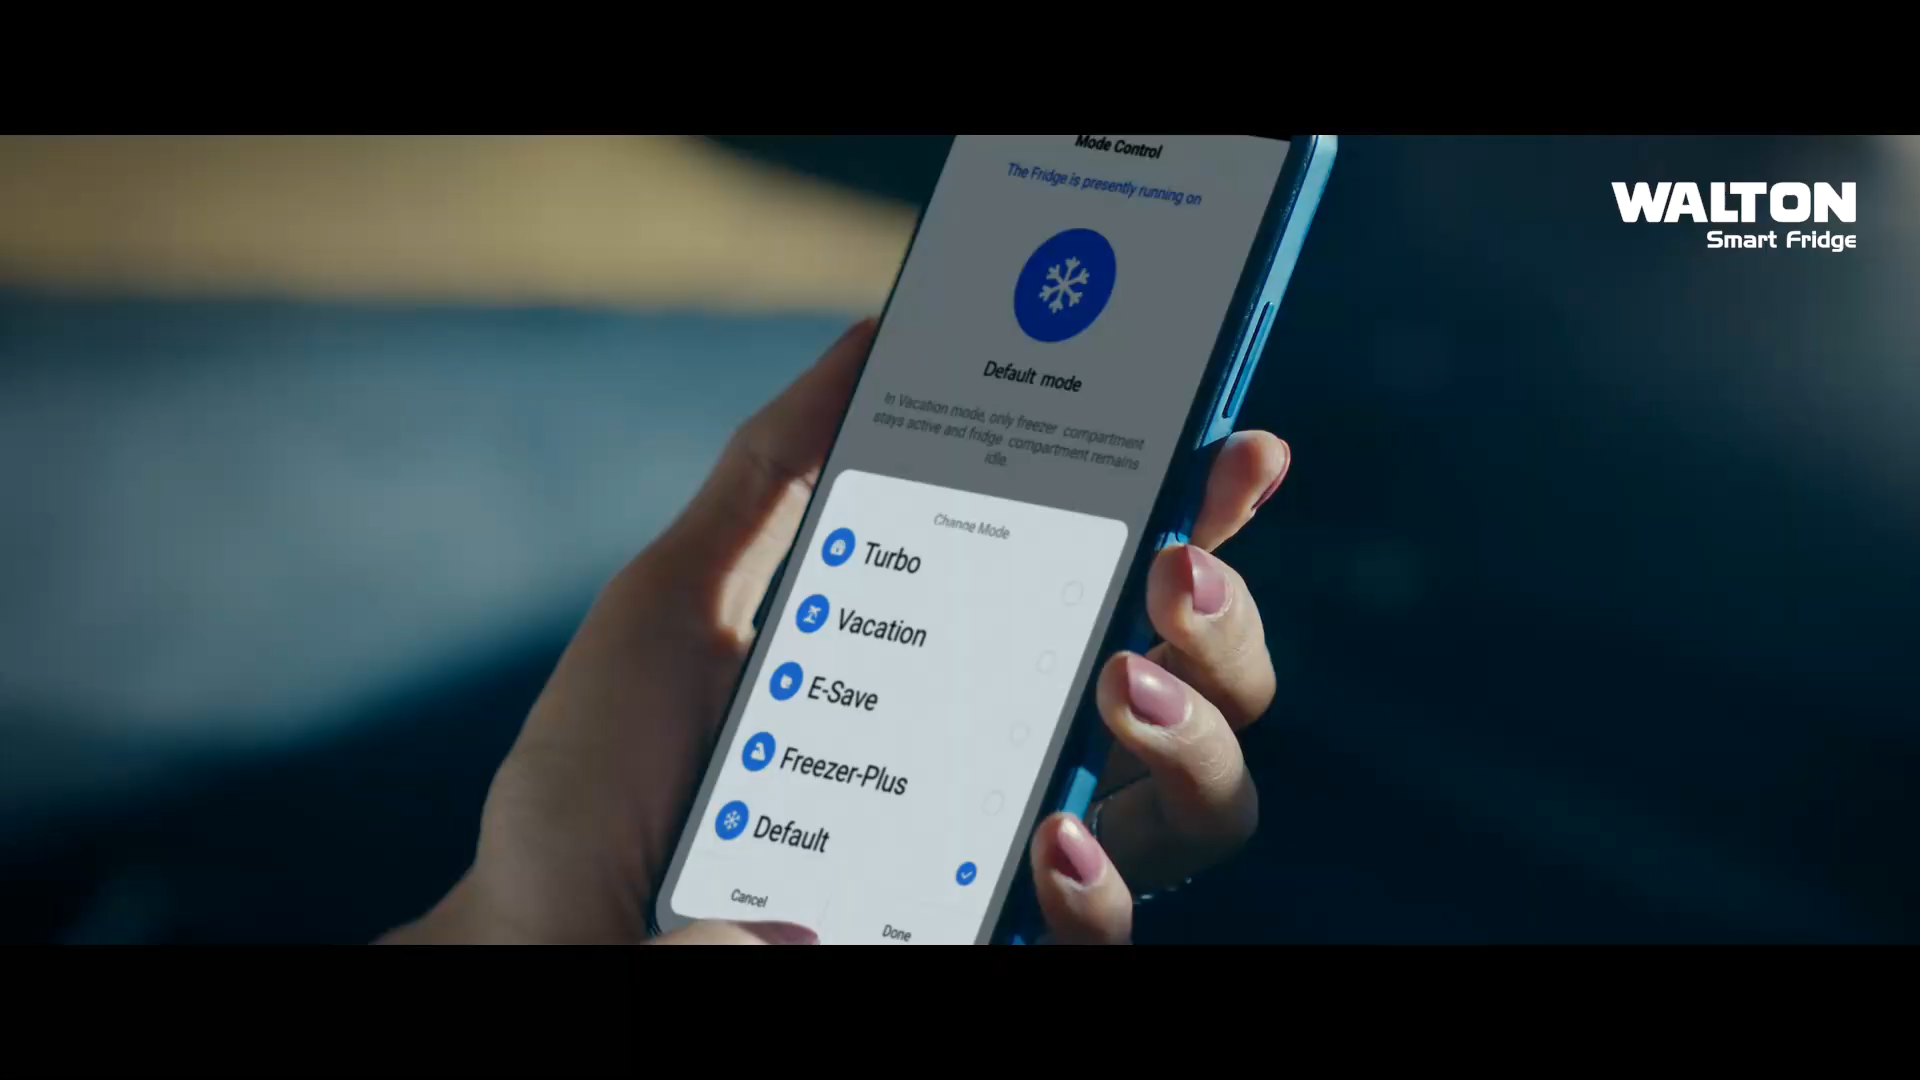 Mode Control
The Fridge is presently running on
WALTON
Smart Fridge
Default mode
In Vacation mode, only freezer compartment
stays active and fridge compartment remains
idle.
Change Mode
Turbo
Vacation
E-Save
Freezer-Plus
Default
Cancel
Done